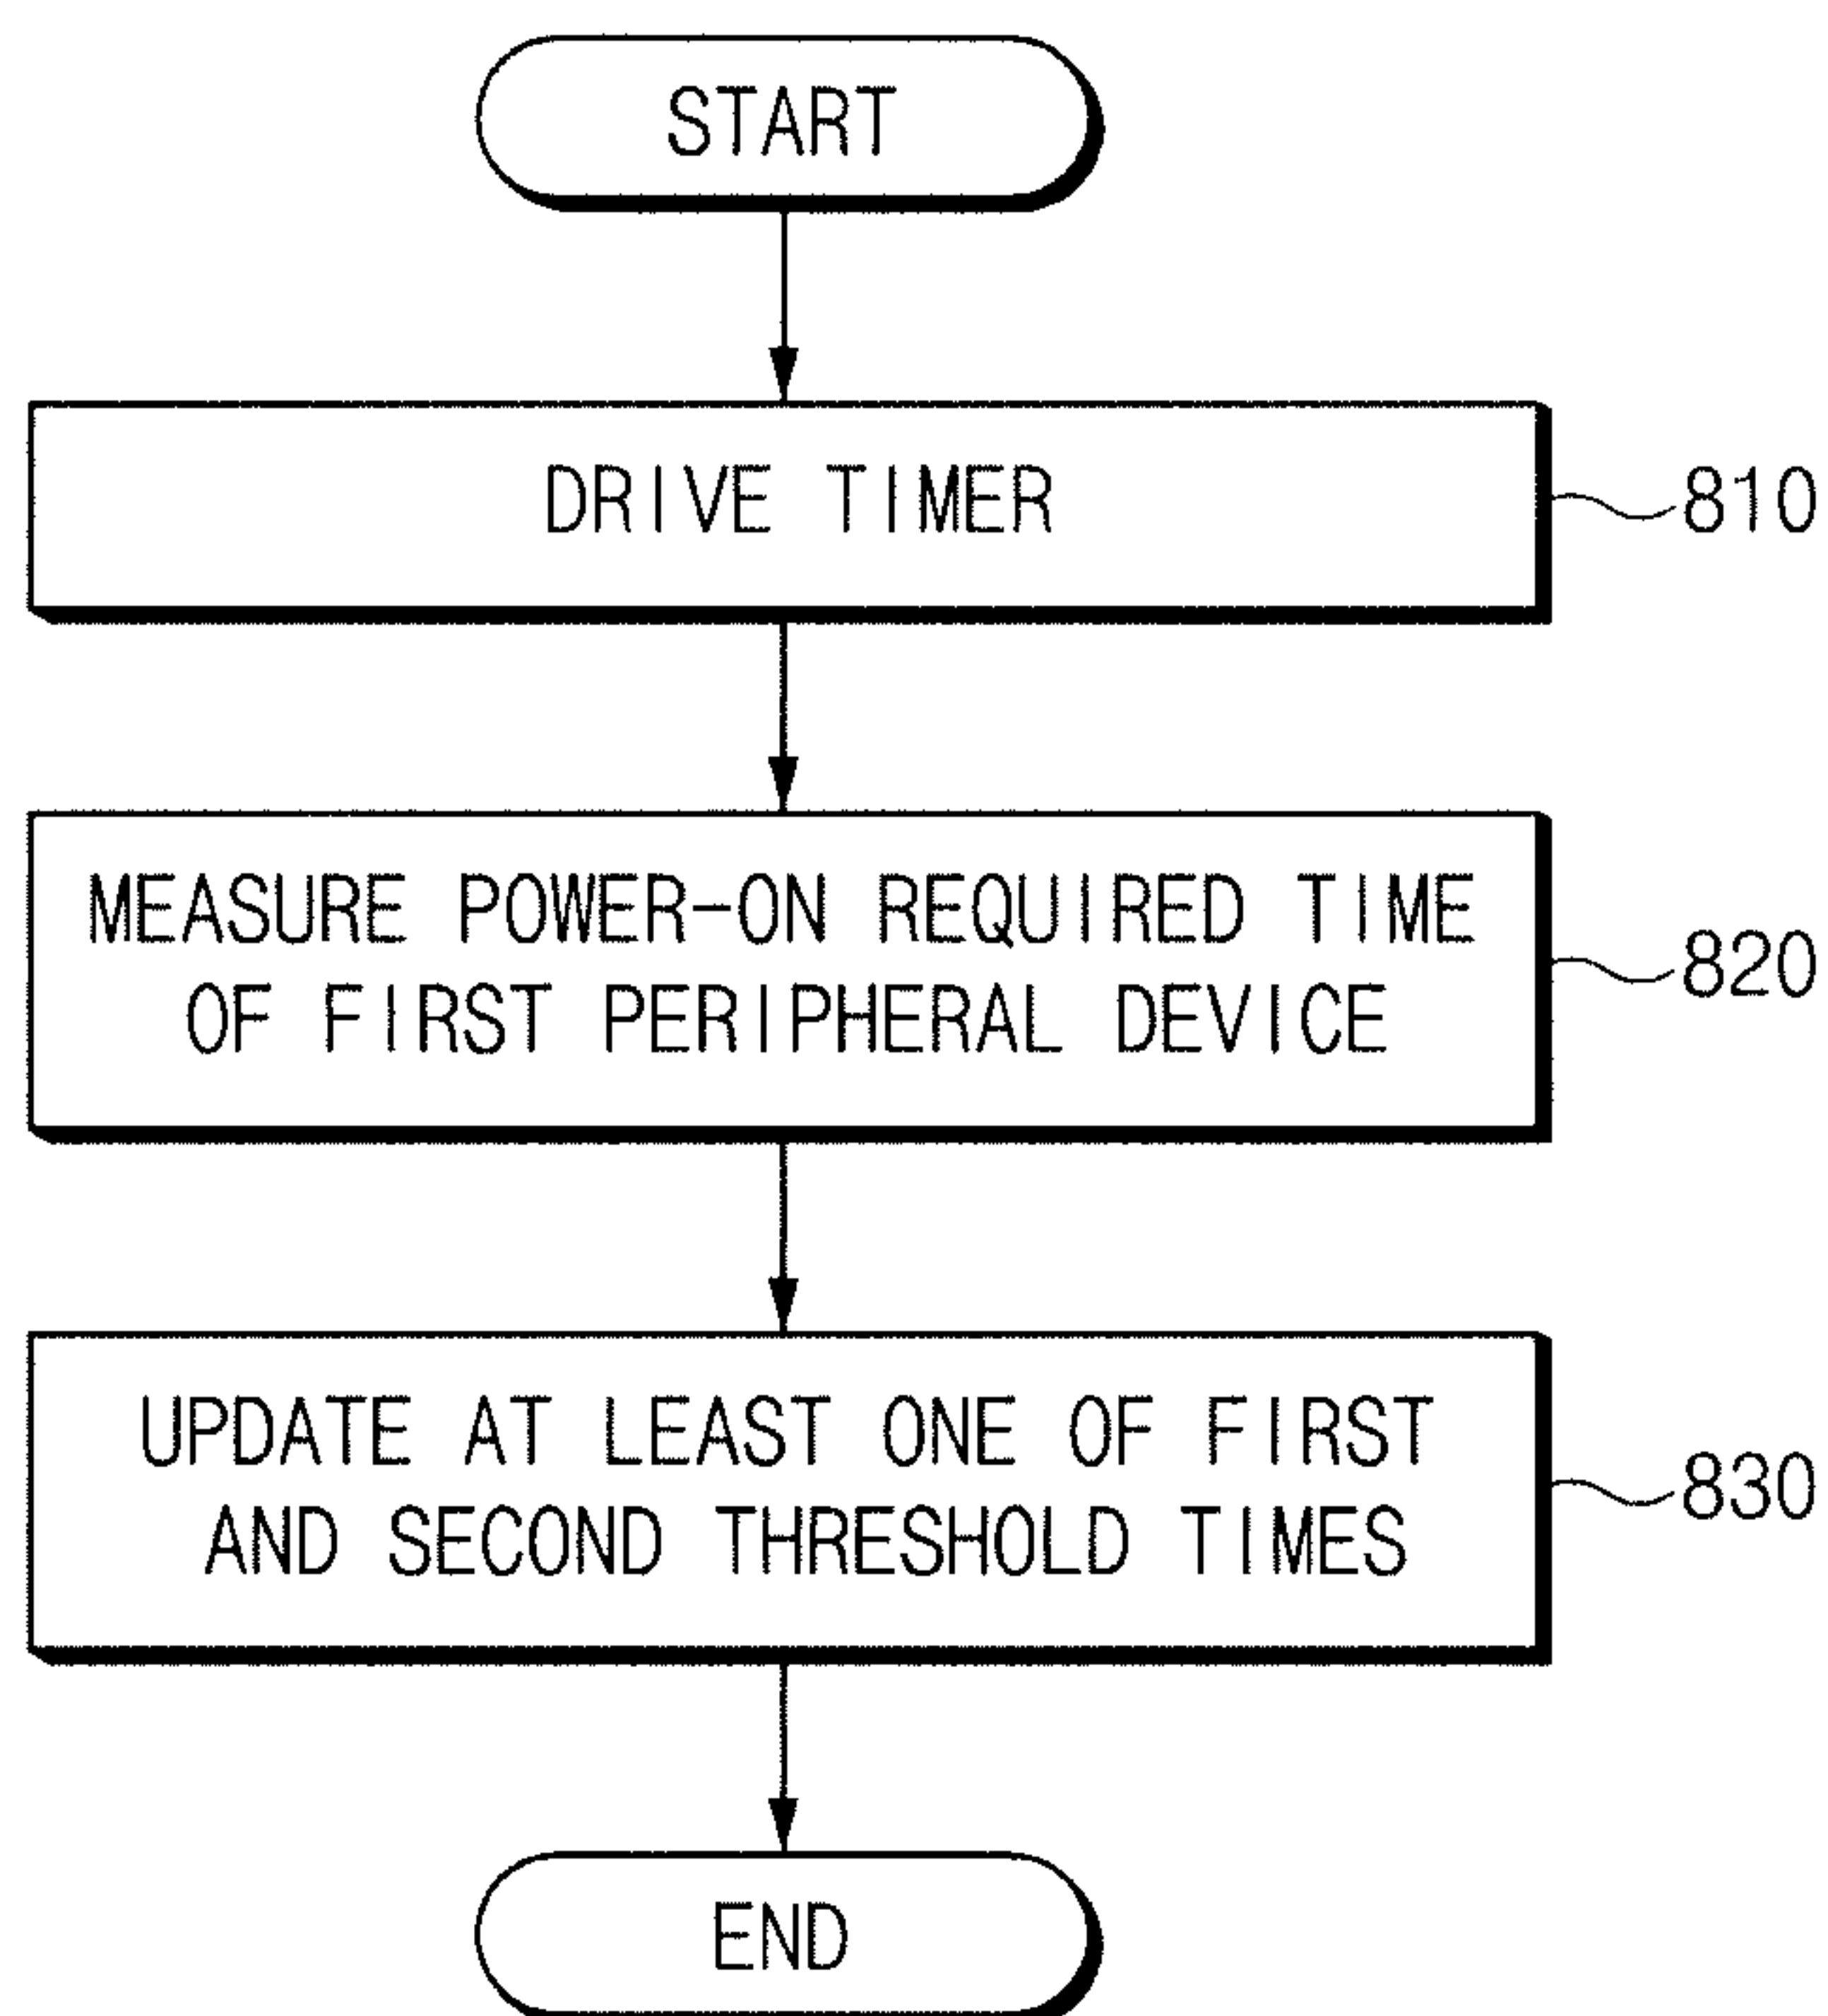 START
DRIVE TIMER
810
MEASURE POWER-ON REQUIRED TIME
OF FIRST PERIPHERAL DEVICE
820
UPDATE AT LEAST ONE OF FIRST
AND SECOND THRESHOLD TIMES
830
END